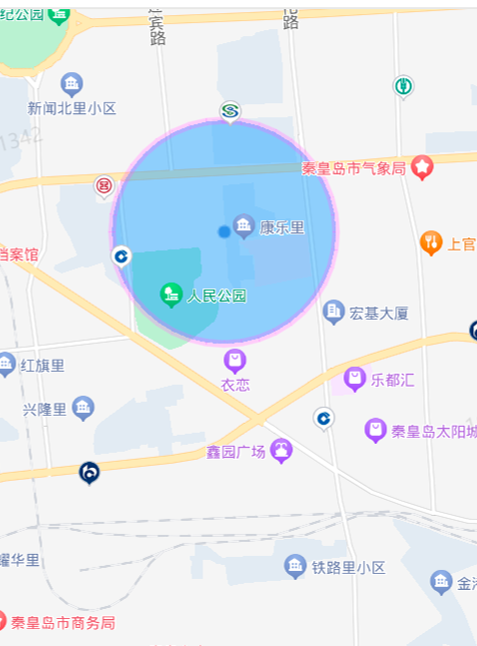 纪公园
宾路
化路
新闻北里小区
1342
秦皇岛市气象局
康乐里
上官
档案馆
人民公园
宏基大厦
红旗里
衣恋
乐都汇
兴隆里
秦皇岛太阳城
鑫园广场
耀华里
铁路里小区
金港
秦皇岛市商务局